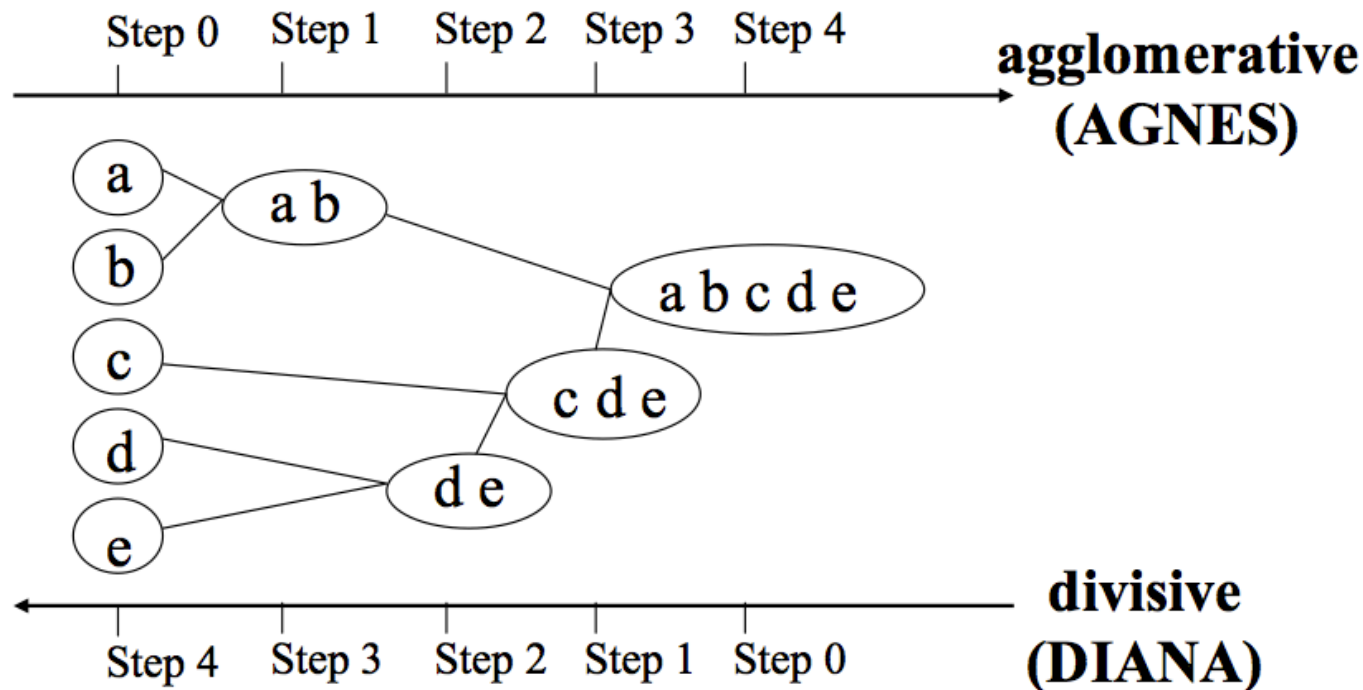 Step 0 Step 1 Step 2 Step 3 Step 4
agglomerative
(AGNES)
a
a b
b
a b c d e
c
c d e
d
d e
e
divisive
(DIANA)
Step 4 Step 3 Step 2 Step 1 Step 0